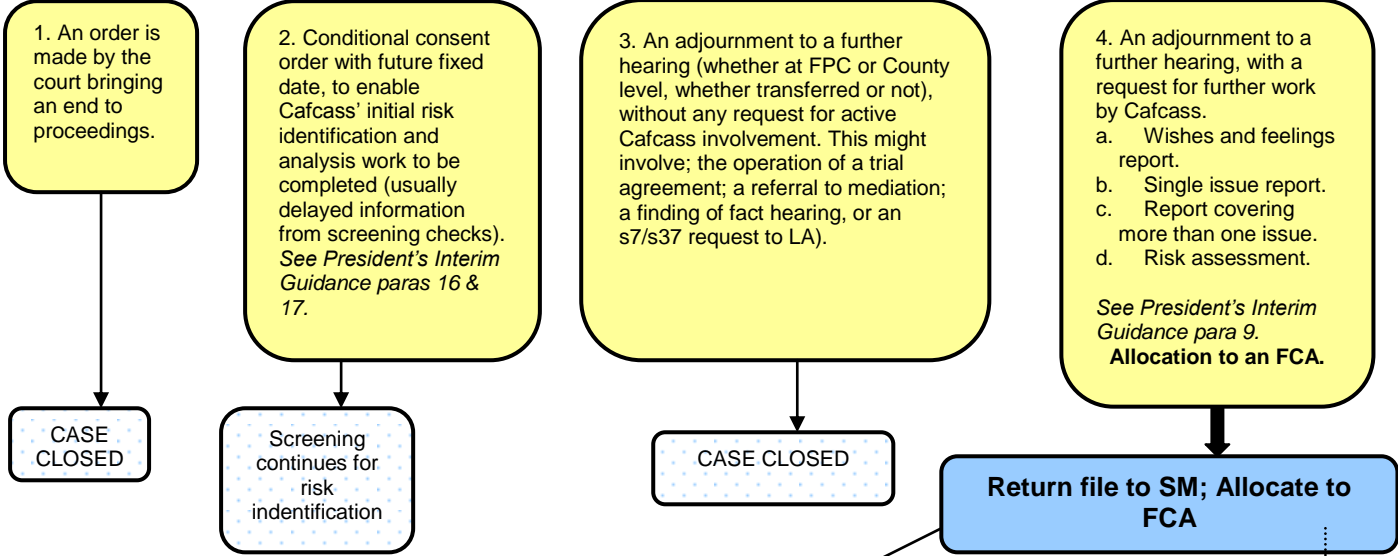 1. An order is
made by the
court bringing
an end to
proceedings.
CASE
CLOSED
2. Conditional consent
order with future fixed
date, to enable
Cafcass' initial risk
identification and
analysis work to be
completed (usually
delayed information
from screening checks).
See President's Interim
Guidance paras 16 &
17.
Screening
continues for
risk
indentification
3. An adjournment to a further
hearing (whether at FPC or County
level, whether transferred or not),
without any request for active
Cafcass involvement. This might
involve; the operation of a trial
agreement; a referral to mediation;
a finding of fact hearing, or an
s7/s37 request to LA).
CASE CLOSED
4. An adjournment to a
further hearing, with a
request for further work
by Cafcass.
a. Wishes and feelings
report.
b. Single issue report.
c. Report covering
more than one issue.
d. Risk assessment.
See President's Interim
Guidance para 9.
Allocation to an FCA.
Return file to SM; Allocate to
FCA